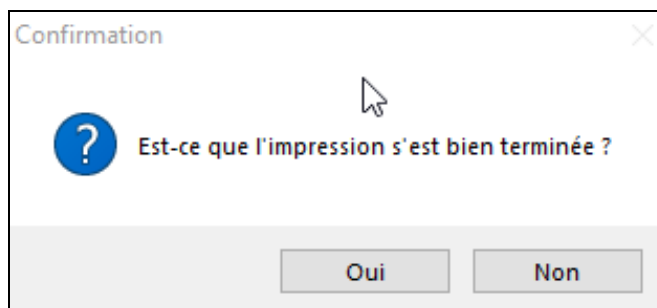 Confirmation
Est-ce que l'impression s'est bien terminée ?
Oui
Non